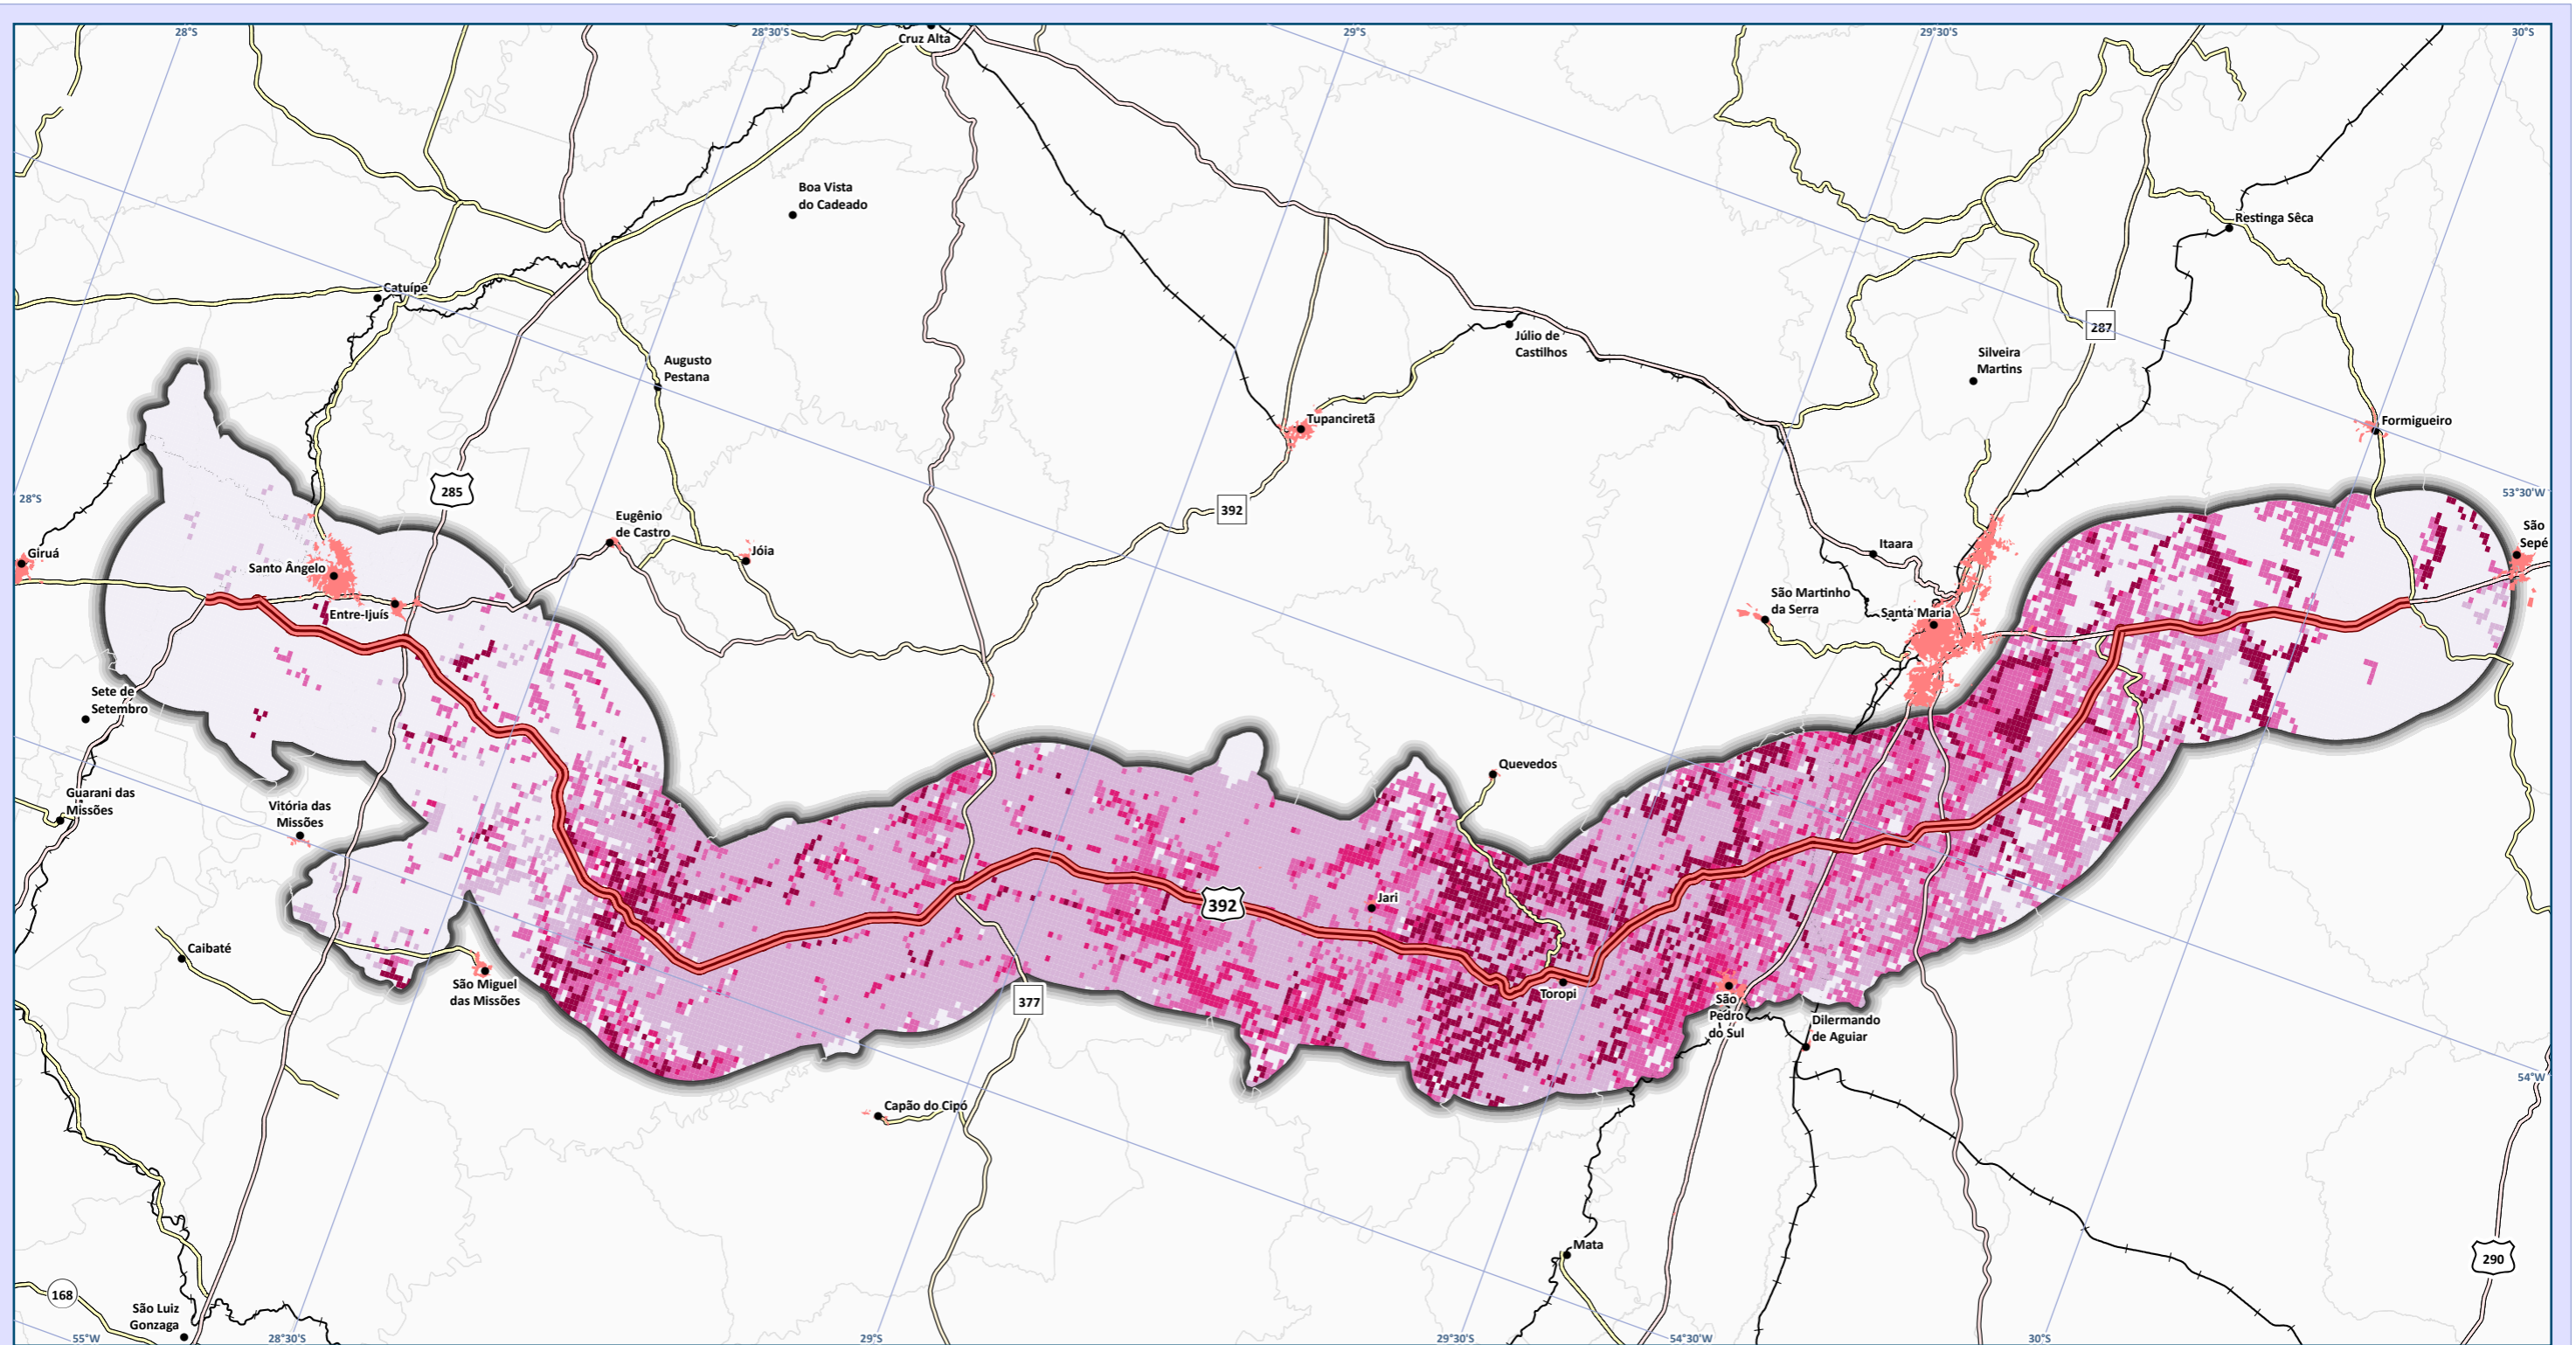 28°S
28°30'S
Cruz Alta
29°S
29°30'S
30°S
Boa Vista
do Cadeado
Restinga Sêca
Catuípe
287
Júlio de
Castilhos
Silveira
Martins
Augusto
Pestana
Tupanciretã
Formigueiro
285
28°S
53°30'W
392
Eugênio
de Castro
São
Sepé
Giruá
Jóia
Itaara
Santo Ângelo
São Martinho
da Serra
Entre-Ijuís
Santa Maria
Sete de
Setembro
Quevedos
Guarani das
Missões
Vitória das
Missões
Jari
392
Caibaté
São Miguel
das Missões
Toropi
377
São
Pedro
do Sul
Dilermando
de Aguiar
54°W
Capão do Cipó
Mata
290
168
São Luiz
Gonzaga
55°W
28°30'S
29°S
29°30'S
54°30'W
30°S